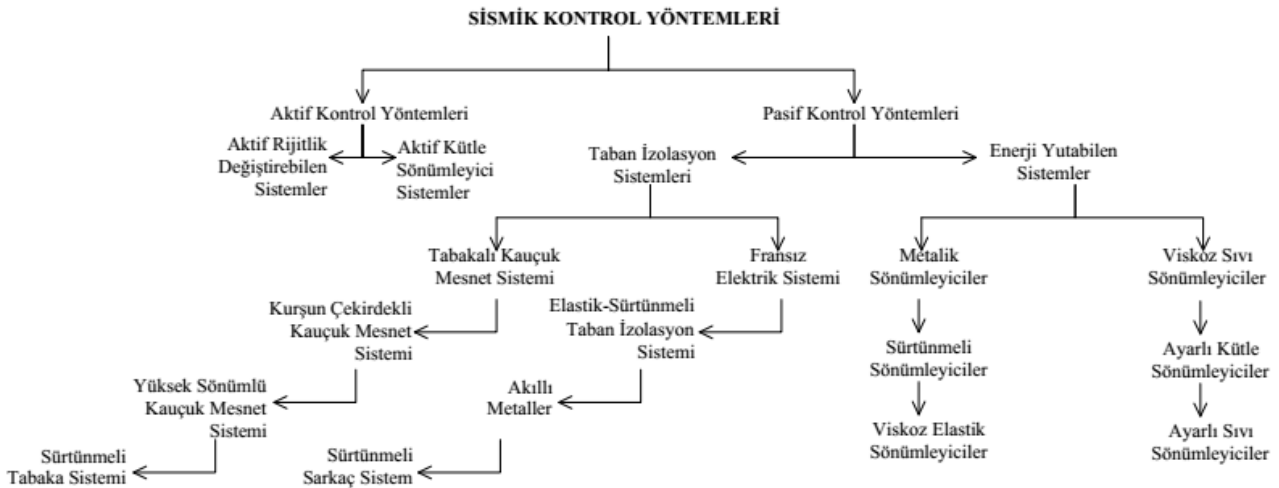 SİSMİK KONTROL YÖNTEMLERİ
Aktif Kontrol Yöntemleri
Pasif Kontrol Yöntemleri
Aktif Rijitlik
Değiştirebilen
Sistemler
Aktif Kütle
Sönümleyici
Sistemler
Taban İzolasyon
Sistemleri
Enerji Yutabilen
Sistemler
Tabakalı Kauçuk
Mesnet Sistemi
Fransız
Elektrik Sistemi
Metalik
Sönümleyiciler
Viskoz Sıvı
Sönümleyiciler
Kurşun Çekirdekli
Kauçuk Mesnet
Sistemi
Elastik-Sürtünmeli
Taban İzolasyon
Sistemi
Sürtünmeli
Sönümleyiciler
Ayarlı Kütle
Sönümleyiciler
Yüksek Sönümlü
Kauçuk Mesnet
Sistemi
Akıllı
Metaller
Viskoz Elastik
Sönümleyiciler
Ayarlı Sıvı
Sönümleyiciler
Sürtünmeli
Tabaka Sistemi
Sürtünmeli
Sarkaç Sistem